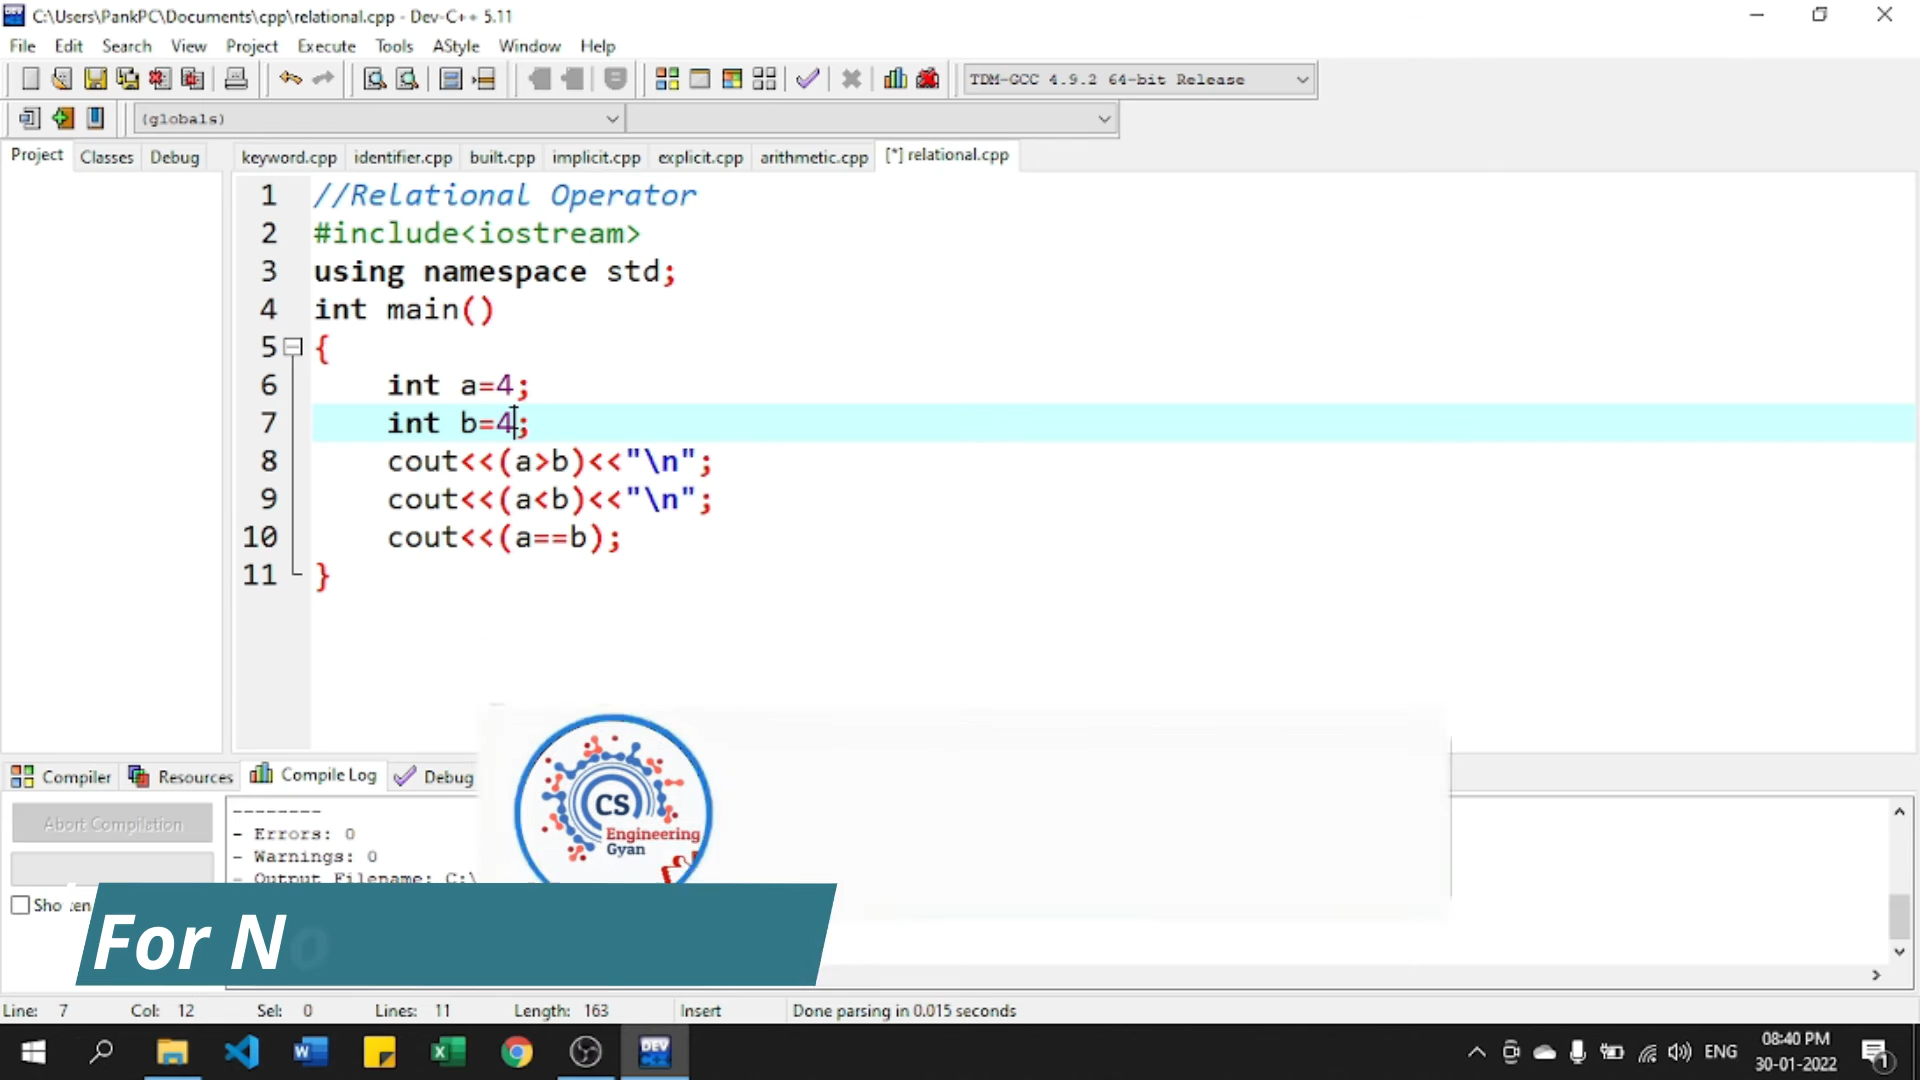 C:\Users\PankPC\Documents\cpp\relational.cpp - Dev-C++ 5.11
File Edit Search View Project Execute Tools AStyle Window Help
TDM-GCC 4.9.2 64-bit Release
(globals)
Project Classes Debug keyword.cpp identifier.cpp built.cpp implicit.cpp explicit.cpp arithmetic.cpp [*] relational.cpp
1 //Relational Operator
2 #include<iostream>
3 using namespace std;
4 int main()
5 {
6 int a=4;
7 int b=4;
8 cout<<(a>b)<<"\n";
9 cout<<(a<b)<<"\n";
10 cout<<(a==b);
11 }
Compiler Resources Compile Log Debug
Abort Compilation
--------
- Errors: 0
- Warnings: 0
- Output Filename: C:\
CS
Engineering
Gyan
For No
Line: 7 Col: 12 Sel: 0 Lines: 11 Length: 163 Insert Done parsing in 0.015 seconds
DEV
ENG
08:40 PM
30-01-2022
1